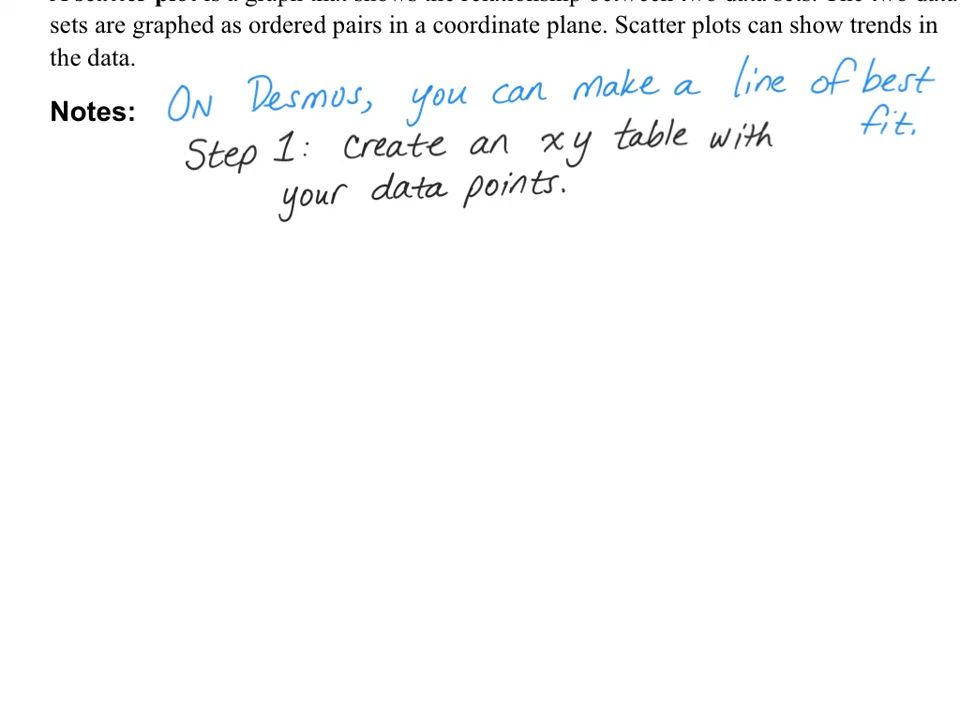 sets are graphed as ordered pairs in a coordinate plane. Scatter plots can show trends in
the data.
Notes: ON Desmos, you can make a line of best
fit.
Step 1: Create an xy table with
your data points.